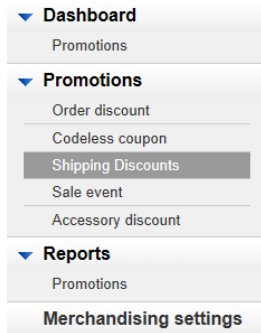 Dashboard
Promotions
Promotions
Order discount
Codeless coupon
Shipping Discounts
Sale event
Accessory discount
Reports
Promotions
Merchandising settings